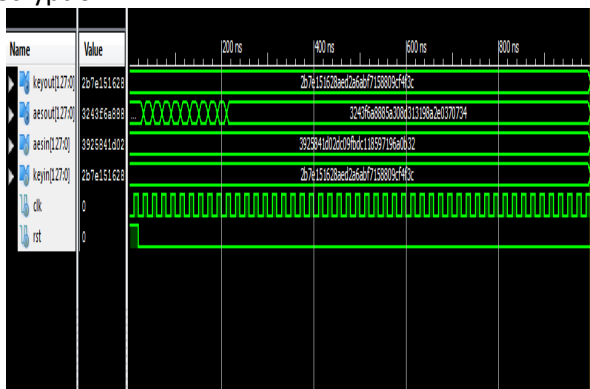 Name Value 200 ns 400 ns 600 ns 800 ns
keyout[127:0] 2b7e151628 2b7e151628aed2a6abf7158809cf4f3c
aesout[127:0] 3243f6a888 ... 3243f6a8885a308d313198a2e0370734
aesin[127:0] 3925841d02 3925841d02dc09fbdc118597196a0b32
keyin[127:0] 2b7e151628 2b7e151628aed2a6abf7158809cf4f3c
clk 0
rst 0